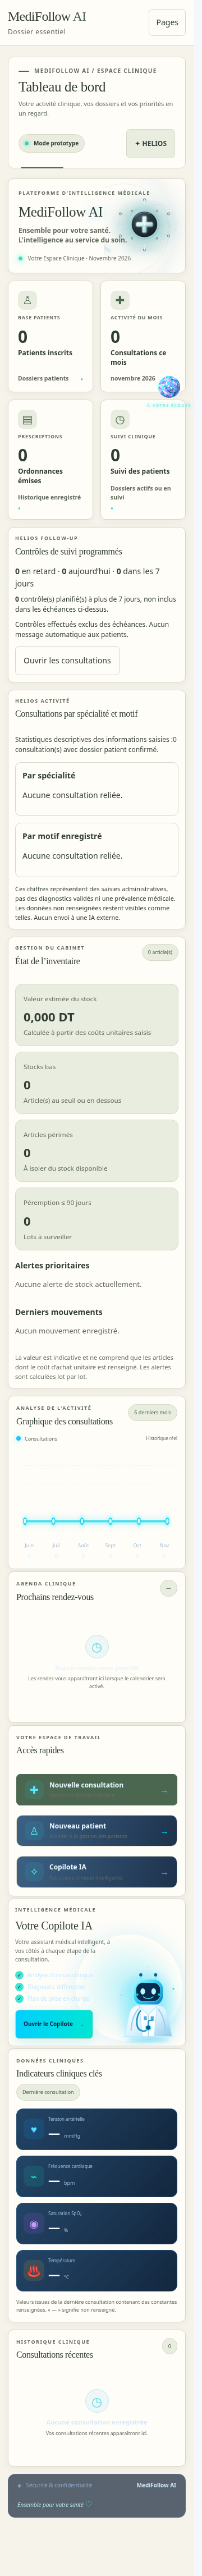 MediFollow AI
Dossier essentiel
Pages
MEDIFOLLOW AI / ESPACE CLINIQUE
Tableau de bord
Votre activité clinique, vos dossiers et vos priorités en
un regard.
Mode prototype
✦ HELIOS
PLATEFORME D'INTELLIGENCE MÉDICALE
MediFollow AI
Ensemble pour votre santé.
L'intelligence au service du soin.
Votre Espace Clinique · Novembre 2026
BASE PATIENTS
0
Patients inscrits
Dossiers patients
ACTIVITÉ DU MOIS
0
Consultations ce
mois
novembre 2026
PRESCRIPTIONS
0
Ordonnances
émises
Historique enregistré
SUIVI CLINIQUE
0
Suivi des patients
Dossiers actifs ou en
suivi
HELIOS FOLLOW-UP
Contrôles de suivi programmés
0 en retard · 0 aujourd'hui · 0 dans les 7
jours
0 contrôle(s) planifié(s) à plus de 7 jours, non inclus
dans les échéances ci-dessus.
Contrôles effectués exclus des échéances. Aucun
message automatique aux patients.
Ouvrir les consultations
HELIOS ACTIVITÉ
Consultations par spécialité et motif
Statistiques descriptives des informations saisies :0
consultation(s) avec dossier patient confirmé.
Par spécialité
Aucune consultation reliée.
Par motif enregistré
Aucune consultation reliée.
Ces chiffres représentent des saisies administratives,
pas des diagnostics validés ni une prévalence médicale.
Les données non renseignées restent visibles comme
telles. Aucun envoi à une IA externe.
GESTION DU CABINET
État de l'inventaire
0 article(s)
Valeur estimée du stock
0,000 DT
Calculée à partir des coûts unitaires saisis
Stocks bas
0
Article(s) au seuil ou en dessous
Articles périmés
0
À isoler du stock disponible
Péremption ≤ 90 jours
0
Lots à surveiller
Alertes prioritaires
Aucune alerte de stock actuellement.
Derniers mouvements
Aucun mouvement enregistré.
La valeur est indicative et ne comprend que les articles
dont le coût d'achat unitaire est renseigné. Les alertes
sont calculées lot par lot.
ANALYSE DE L'ACTIVITÉ
Graphique des consultations
6 derniers mois
Consultations
Historique réel
Juin Juil Août Sept Oct Nov
AGENDA CLINIQUE
Prochains rendez-vous
—
Les rendez-vous apparaîtront ici lorsque le calendrier sera
activé.
VOTRE ESPACE DE TRAVAIL
Accès rapides
Nouvelle consultation
→
Nouveau patient
→
Copilote IA
→
INTELLIGENCE MÉDICALE
Votre Copilote IA
Votre assistant médical intelligent, à
vos côtés à chaque étape de la
consultation.
Ouvrir le Copilote
DONNÉES CLINIQUES
Indicateurs cliniques clés
Dernière consultation
Tension artérielle
— mmHg
Fréquence cardiaque
— bpm
Saturation SpO₂
— %
Température
— °C
Valeurs issues de la dernière consultation contenant des constantes
renseignées. « — » signifie non renseigné.
HISTORIQUE CLINIQUE
Consultations récentes
0
Aucune consultation enregistrée
Vos consultations récentes apparaîtront ici.
Sécurité & confidentialité
MediFollow AI
Ensemble pour votre santé ♡